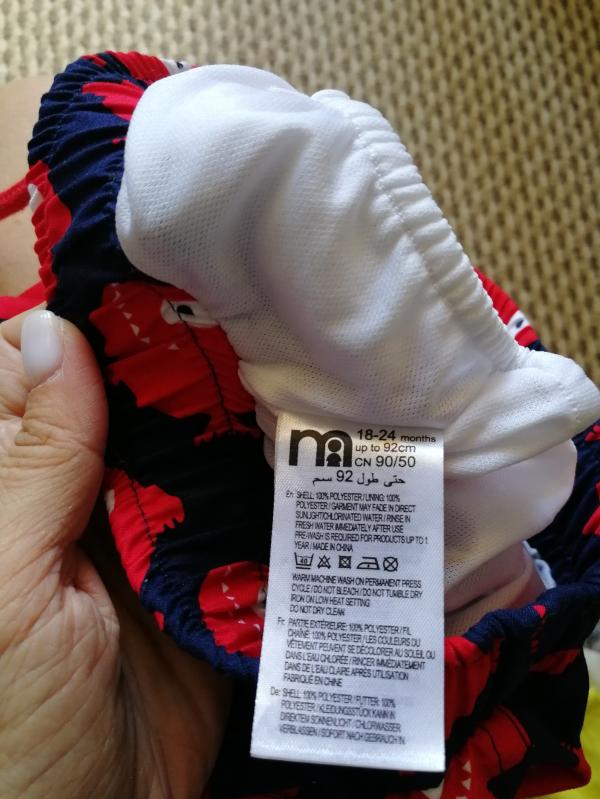 m
18-24 months
up to 92cm
CN 90/50
حتى طول 92 سم
En: SHELL: 100% POLYESTER / LINING: 100%
POLYESTER / GARMENT MAY FADE IN DIRECT
SUNLIGHT/CHLORINATED WATER / RINSE IN
FRESH WATER IMMEDIATELY AFTER USE
PRE-WASH IS REQUIRED FOR PRODUCTS UP TO 1
YEAR / MADE IN CHINA
40
WARM MACHINE WASH ON PERMANENT PRESS
CYCLE / DO NOT BLEACH / DO NOT TUMBLE DRY
IRON ON LOW HEAT SETTING
DO NOT DRY CLEAN
Fr: PARTIE EXTÉRIEURE: 100% POLYESTER / FIL
CHAÎNE: 100% POLYESTER / LES COULEURS DU
VÊTEMENT PEUVENT SE DÉCOLORER AU SOLEIL OU
DANS L'EAU CHLORÉE / RINCER IMMÉDIATEMENT
DANS DE L'EAU CLAIRE APRÈS UTILISATION
FABRIQUÉ EN CHINE
De: SHELL: 100% POLYESTER / FUTTER: 100%
POLYESTER / KLEIDUNGSSTÜCK KANN IN
DIREKTEM SONNENLICHT / CHLORWASSER
VERBLASSEN / SOFORT NACH GEBRAUCH IN